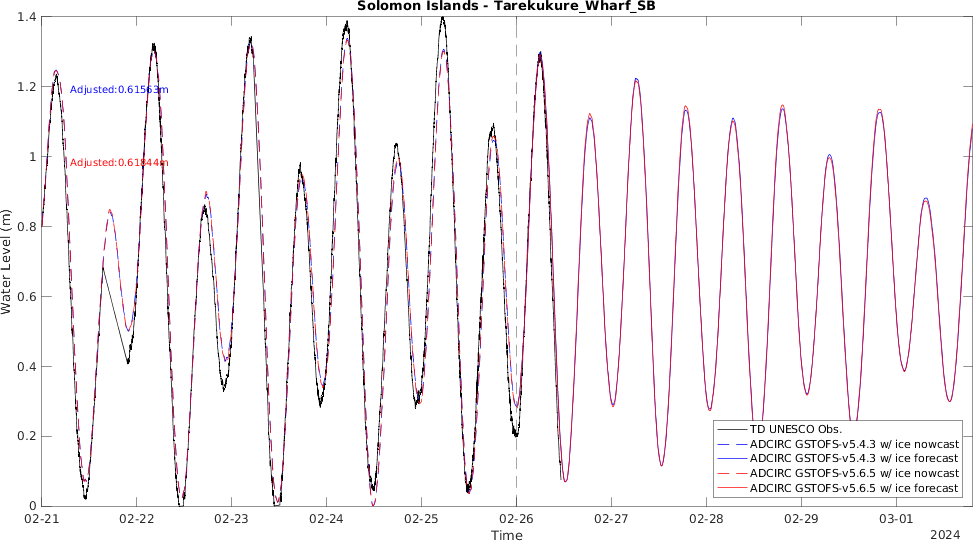 Solomon Islands - Tarekukure_Wharf_SB
1.4
1.2
1
0.8
0.6
0.4
0.2
0
Water Level (m)
Adjusted:0.61563m
Adjusted:0.61844m
TD UNESCO Obs.
ADCIRC GSTOFS-v5.4.3 w/ ice nowcast
ADCIRC GSTOFS-v5.4.3 w/ ice forecast
ADCIRC GSTOFS-v5.6.5 w/ ice nowcast
ADCIRC GSTOFS-v5.6.5 w/ ice forecast
02-21 02-22 02-23 02-24 02-25 02-26 02-27 02-28 02-29 03-01
Time
2024